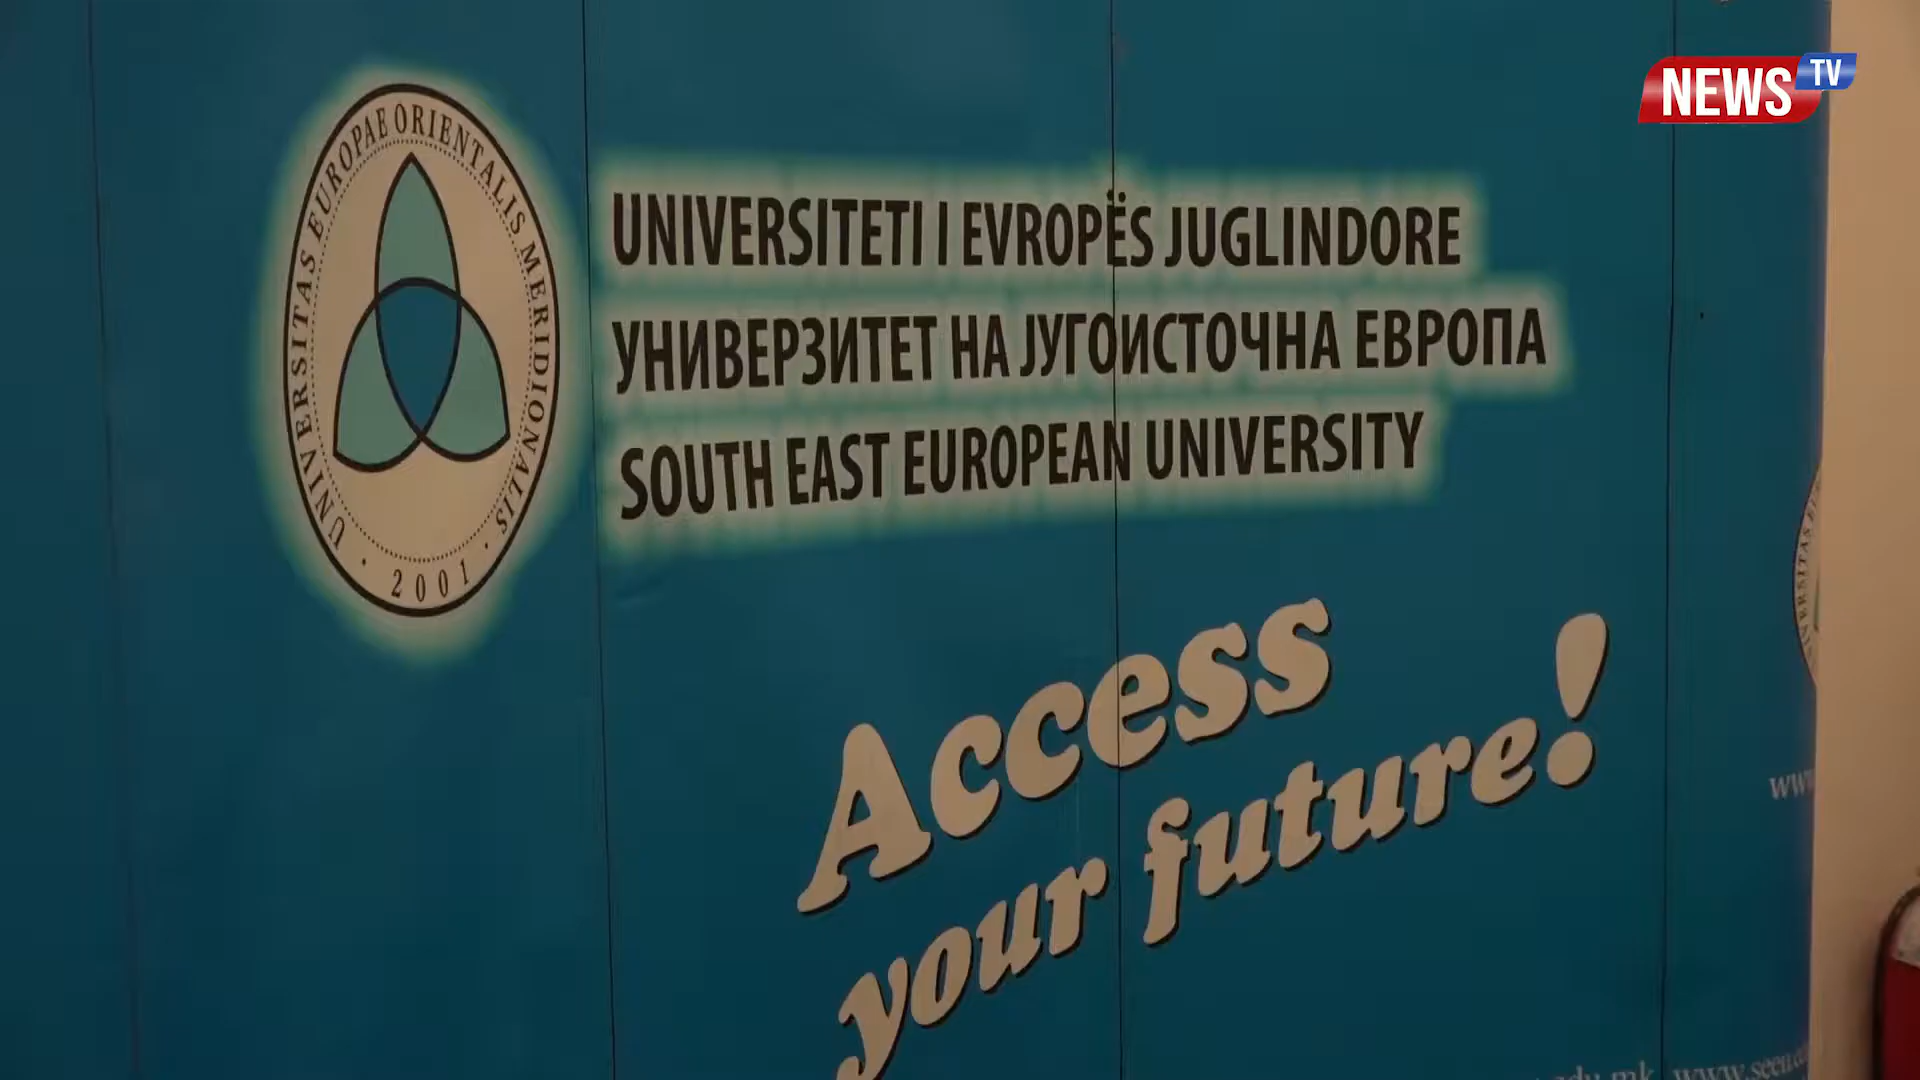 NEWS TV
UNIVERSITAS EUROPAE ORIENTALIS MERIDIONALIS
· 2001 ·
UNIVERSITETI I EVROPËS JUGLINDORE
УНИВЕРЗИТЕТ НА ЈУГОИСТОЧНА ЕВРОПА
SOUTH EAST EUROPEAN UNIVERSITY
Access
your future!